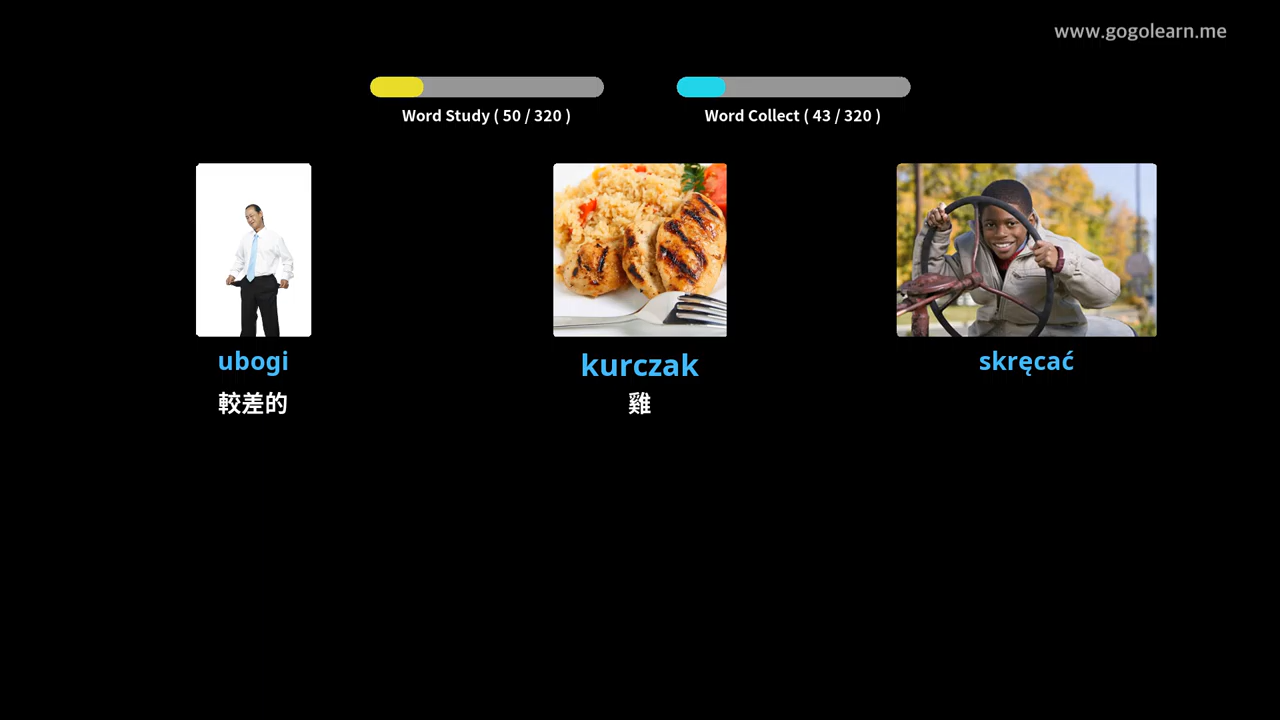 www.gogolearn.me
Word Study ( 50 / 320 )
Word Collect ( 43 / 320 )
ubogi
kurczak
skręcać
較差的
雞